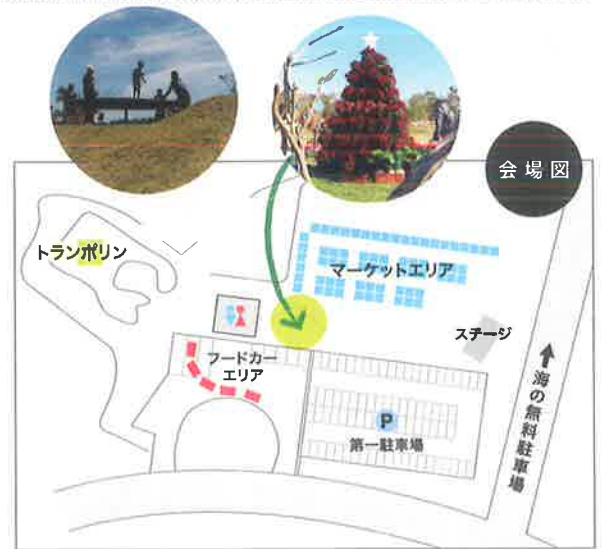 会場図
トランポリン
マーケットエリア
ステージ
フードカー
エリア
P
第一駐車場
海の無料駐車場